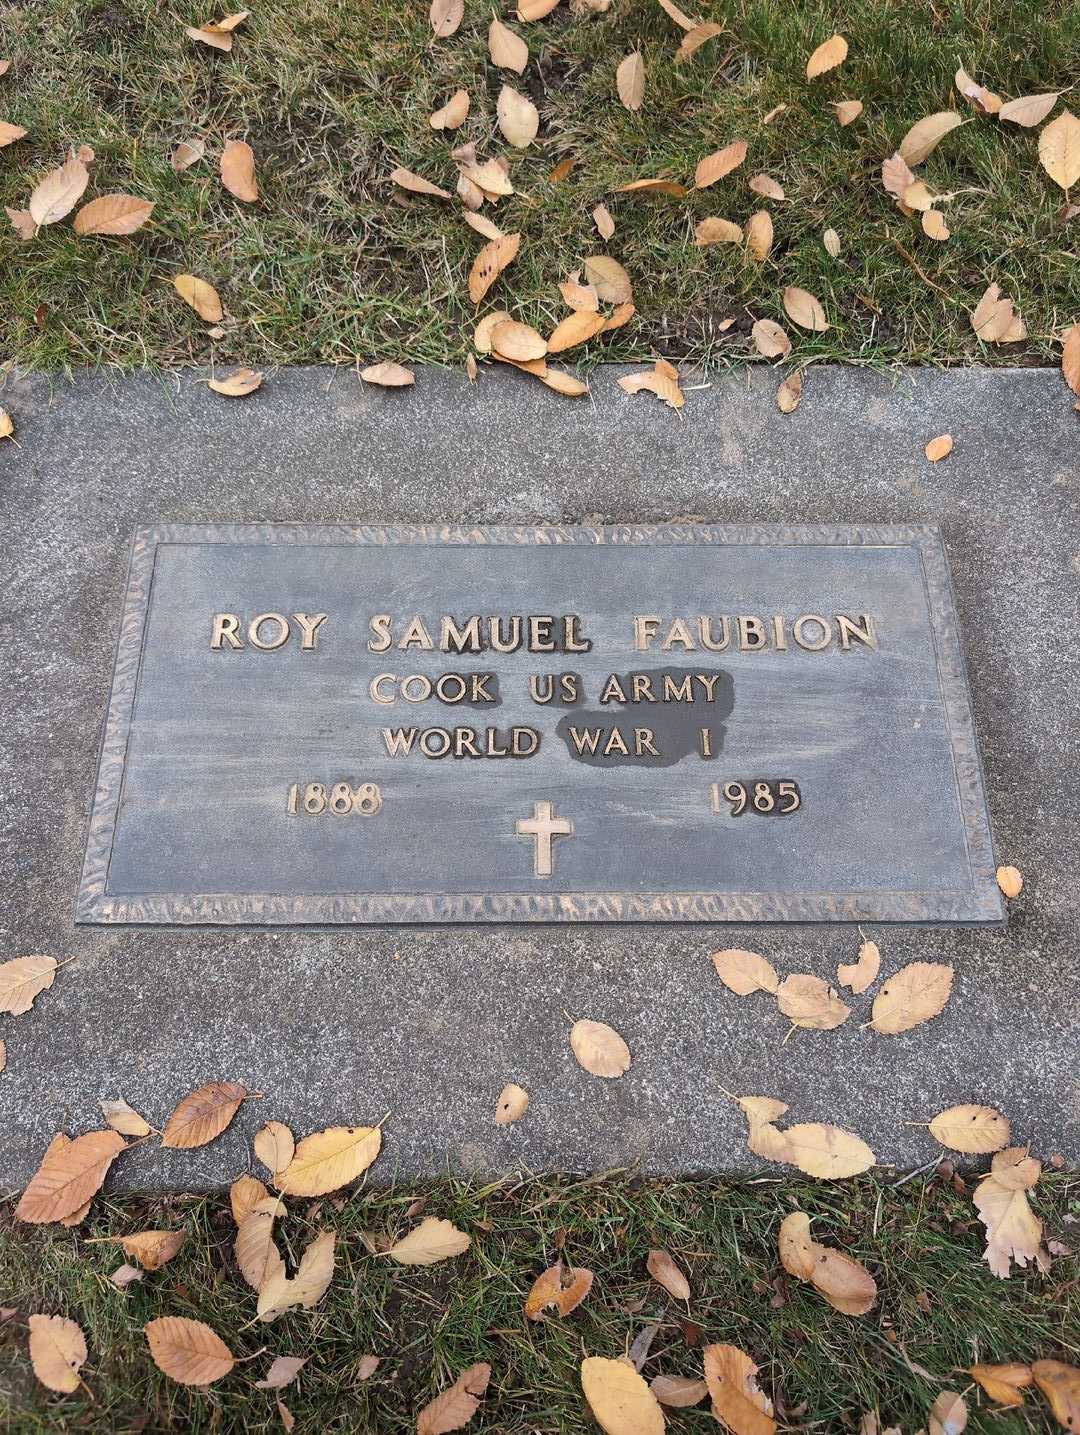 ROY SAMUEL FAUBION
COOK US ARMY
WORLD WAR I
1888 1985